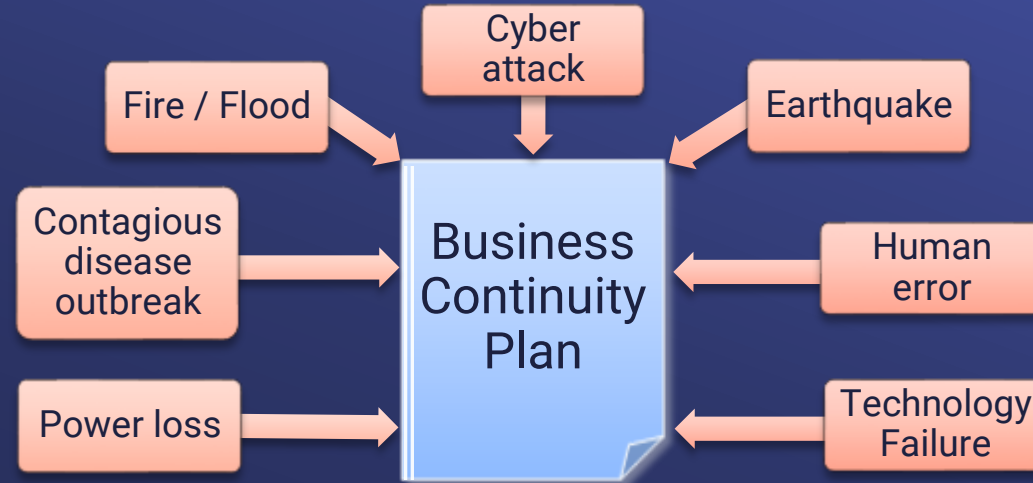 Cyber
attack
Fire / Flood
Earthquake
Contagious
disease
outbreak
Business
Continuity
Plan
Human
error
Power loss
Technology
Failure